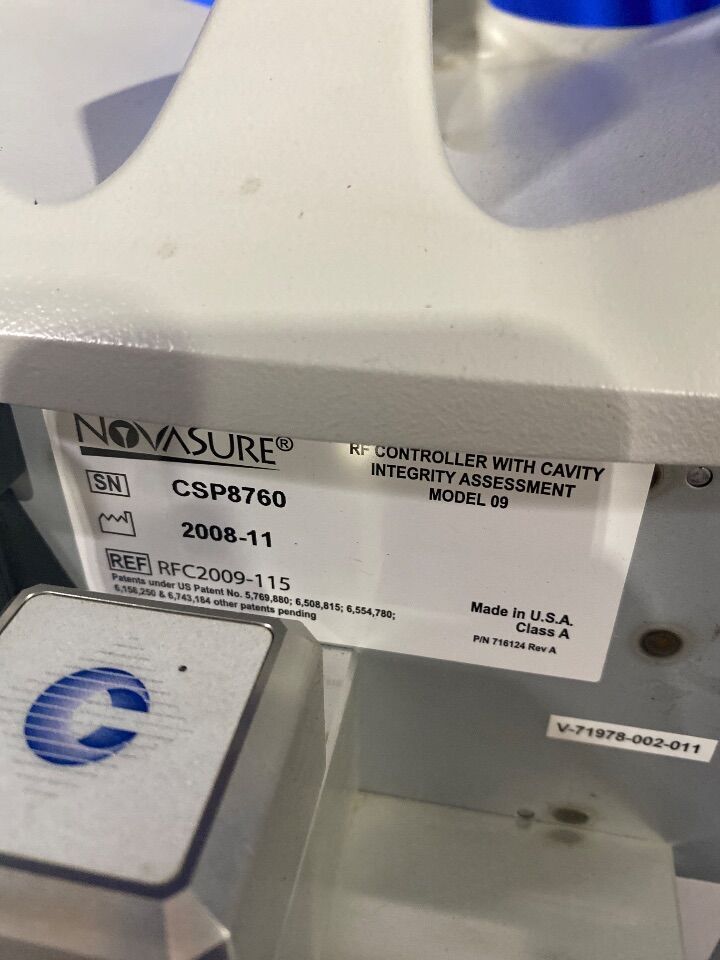 NOVASURE®
RF CONTROLLER WITH CAVITY
INTEGRITY ASSESSMENT
MODEL 09
SN CSP8760
2008-11
REF RFC2009-115
Patents under US Patent No. 5,769,880; 6,508,815; 6,554,780;
6,158,250 & 6,743,184 other patents pending
Made in U.S.A.
Class A
P/N 716124 Rev A
V-71978-002-011
C